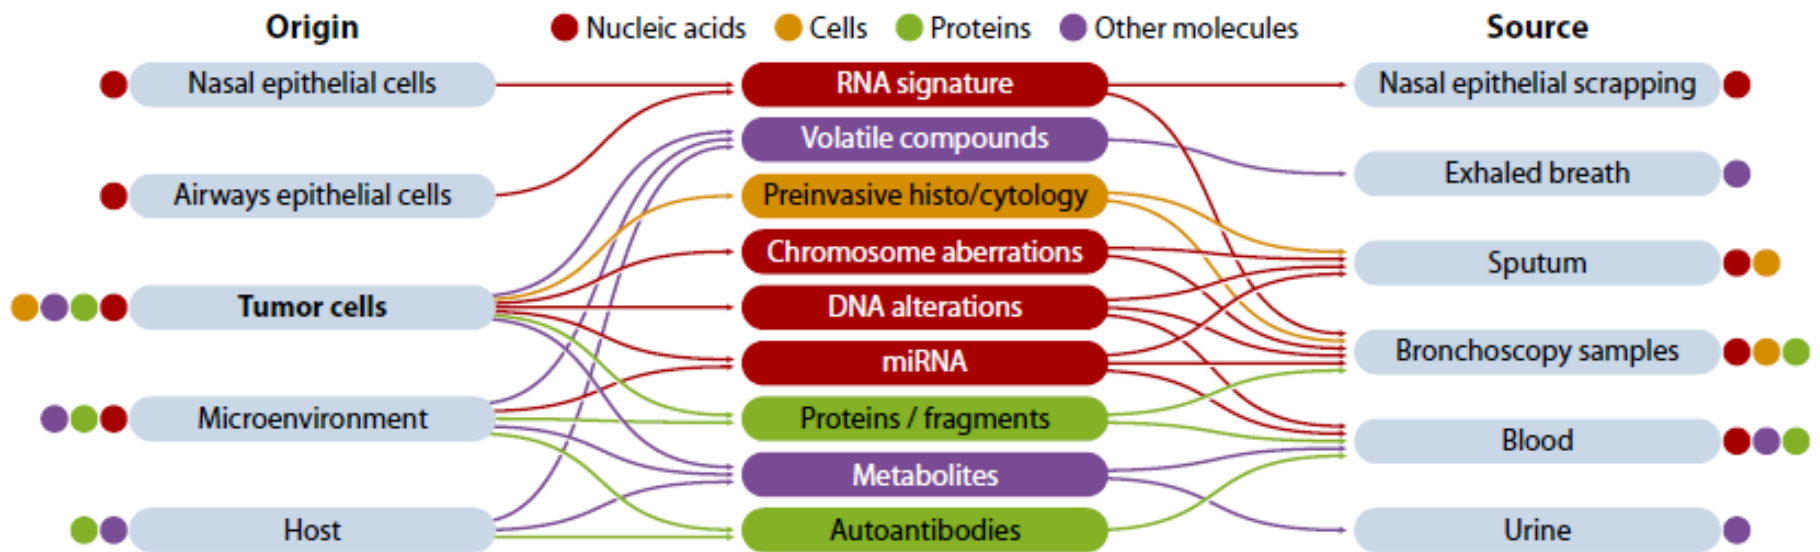 Origin
Nucleic acids
Cells
Proteins
Other molecules
Source
Nasal epithelial cells
RNA signature
Nasal epithelial scrapping
Volatile compounds
Exhaled breath
Airways epithelial cells
Preinvasive histo/cytology
Chromosome aberrations
Sputum
Tumor cells
DNA alterations
miRNA
Bronchoscopy samples
Microenvironment
Proteins / fragments
Blood
Metabolites
Host
Autoantibodies
Urine